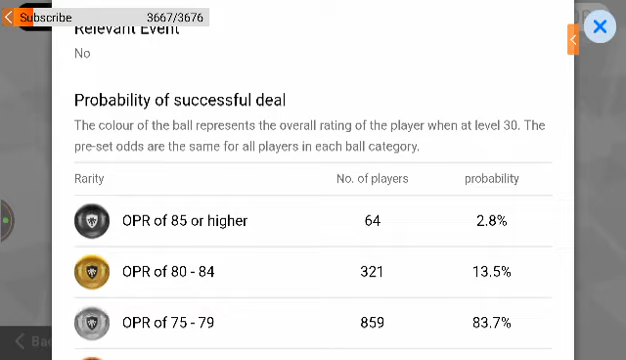 Subscribe 3667/3676
Relevant Event
No
Probability of successful deal
The colour of the ball represents the overall rating of the player when at level 30. The
pre-set odds are the same for all players in each ball category.
Rarity No. of players probability
OPR of 85 or higher 64 2.8%
OPR of 80 - 84 321 13.5%
OPR of 75 - 79 859 83.7%